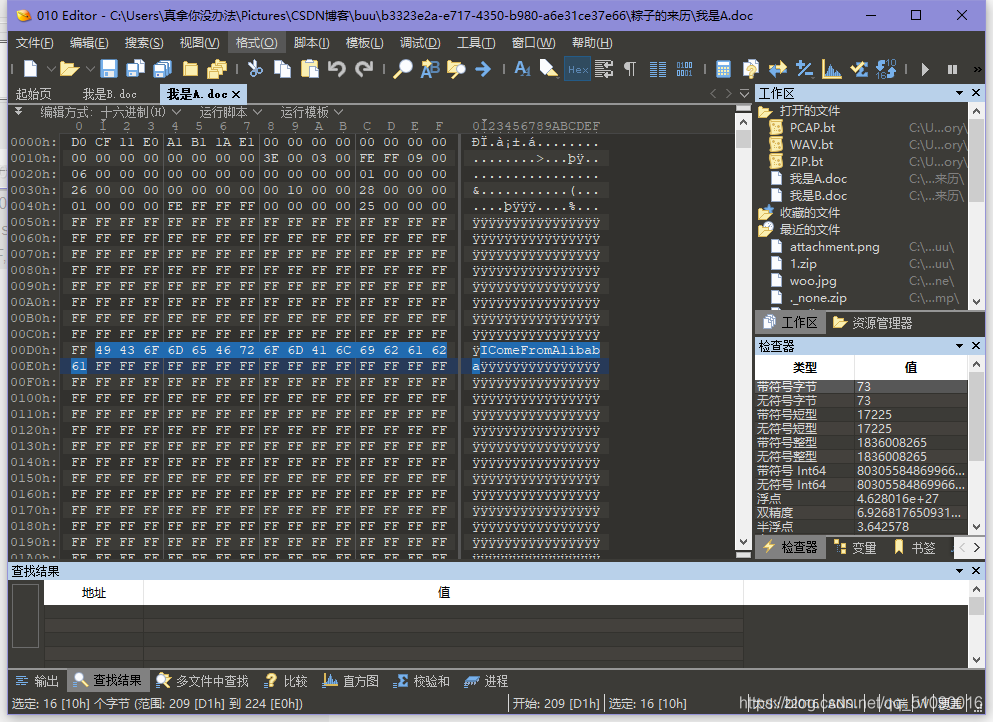 010 Editor - C:\Users\真拿你没办法\Pictures\CSDN博客\buu\b3323e2a-e717-4350-b980-a6e31ce37e66\粽子的来历\我是A.doc
文件(F) 编辑(E) 搜索(S) 视图(V) 格式(O) 脚本(I) 模板(L) 调试(D) 工具(T) 窗口(W) 帮助(H)
Hex
起始页 我是B.doc 我是A.doc
编辑方式: 十六进制(H) 运行脚本 运行模板
0 1 2 3 4 5 6 7 8 9 A B C D E F 0123456789ABCDEF
0000h: D0 CF 11 E0 A1 B1 1A E1 00 00 00 00 00 00 00 00 ÐÏ.à¡±.á........
0010h: 00 00 00 00 00 00 00 00 3E 00 03 00 FE FF 09 00 ........>...þÿ..
0020h: 06 00 00 00 00 00 00 00 00 00 00 00 01 00 00 00 ................
0030h: 26 00 00 00 00 00 00 00 00 10 00 00 28 00 00 00 &...........(...
0040h: 01 00 00 00 FE FF FF FF 00 00 00 00 25 00 00 00 ....þÿÿÿ....%...
0050h: FF FF FF FF FF FF FF FF FF FF FF FF FF FF FF FF ÿÿÿÿÿÿÿÿÿÿÿÿÿÿÿÿ
0060h: FF FF FF FF FF FF FF FF FF FF FF FF FF FF FF FF ÿÿÿÿÿÿÿÿÿÿÿÿÿÿÿÿ
0070h: FF FF FF FF FF FF FF FF FF FF FF FF FF FF FF FF ÿÿÿÿÿÿÿÿÿÿÿÿÿÿÿÿ
0080h: FF FF FF FF FF FF FF FF FF FF FF FF FF FF FF FF ÿÿÿÿÿÿÿÿÿÿÿÿÿÿÿÿ
0090h: FF FF FF FF FF FF FF FF FF FF FF FF FF FF FF FF ÿÿÿÿÿÿÿÿÿÿÿÿÿÿÿÿ
00A0h: FF FF FF FF FF FF FF FF FF FF FF FF FF FF FF FF ÿÿÿÿÿÿÿÿÿÿÿÿÿÿÿÿ
00B0h: FF FF FF FF FF FF FF FF FF FF FF FF FF FF FF FF ÿÿÿÿÿÿÿÿÿÿÿÿÿÿÿÿ
00C0h: FF FF FF FF FF FF FF FF FF FF FF FF FF FF FF FF ÿÿÿÿÿÿÿÿÿÿÿÿÿÿÿÿ
00D0h: FF 49 43 6F 6D 65 46 72 6F 6D 41 6C 69 62 61 62 ÿIComeFromAlibab
00E0h: 61 FF FF FF FF FF FF FF FF FF FF FF FF FF FF FF aÿÿÿÿÿÿÿÿÿÿÿÿÿÿÿ
00F0h: FF FF FF FF FF FF FF FF FF FF FF FF FF FF FF FF ÿÿÿÿÿÿÿÿÿÿÿÿÿÿÿÿ
0100h: FF FF FF FF FF FF FF FF FF FF FF FF FF FF FF FF ÿÿÿÿÿÿÿÿÿÿÿÿÿÿÿÿ
0110h: FF FF FF FF FF FF FF FF FF FF FF FF FF FF FF FF ÿÿÿÿÿÿÿÿÿÿÿÿÿÿÿÿ
0120h: FF FF FF FF FF FF FF FF FF FF FF FF FF FF FF FF ÿÿÿÿÿÿÿÿÿÿÿÿÿÿÿÿ
0130h: FF FF FF FF FF FF FF FF FF FF FF FF FF FF FF FF ÿÿÿÿÿÿÿÿÿÿÿÿÿÿÿÿ
0140h: FF FF FF FF FF FF FF FF FF FF FF FF FF FF FF FF ÿÿÿÿÿÿÿÿÿÿÿÿÿÿÿÿ
0150h: FF FF FF FF FF FF FF FF FF FF FF FF FF FF FF FF ÿÿÿÿÿÿÿÿÿÿÿÿÿÿÿÿ
0160h: FF FF FF FF FF FF FF FF FF FF FF FF FF FF FF FF ÿÿÿÿÿÿÿÿÿÿÿÿÿÿÿÿ
0170h: FF FF FF FF FF FF FF FF FF FF FF FF FF FF FF FF ÿÿÿÿÿÿÿÿÿÿÿÿÿÿÿÿ
0180h: FF FF FF FF FF FF FF FF FF FF FF FF FF FF FF FF ÿÿÿÿÿÿÿÿÿÿÿÿÿÿÿÿ
0190h: FF FF FF FF FF FF FF FF FF FF FF FF FF FF FF FF ÿÿÿÿÿÿÿÿÿÿÿÿÿÿÿÿ
01A0h: FF FF FF FF FF FF FF FF FF FF FF FF FF FF FF FF ÿÿÿÿÿÿÿÿÿÿÿÿÿÿÿÿ
工作区
打开的文件
PCAP.bt C:\U...ory\
WAV.bt C:\U...ory\
ZIP.bt C:\U...ory\
我是A.doc C:\...来历\
我是B.doc C:\...来历\
收藏的文件
最近的文件
attachment.png C:\...uu\
1.zip C:\...uu\
woo.jpg C:\...ne\
._none.zip C:\...mp\
工作区 资源管理器
检查器
类型 值
带符号字节 73
无符号字节 73
带符号短型 17225
无符号短型 17225
带符号整型 1836008265
无符号整型 1836008265
带符号 Int64 80305584869966...
无符号 Int64 80305584869966...
浮点 4.628016e+27
双精度 6.926817650931...
半浮点 3.642578
检查器 变量 书签
查找结果
地址 值
输出 查找结果 多文件中查找 比较 直方图 校验和 进程
选定: 16 [10h] 个字节 (范围: 209 [D1h] 到 224 [E0h]) 开始: 209 [D1h] 选定: 16 [10h]